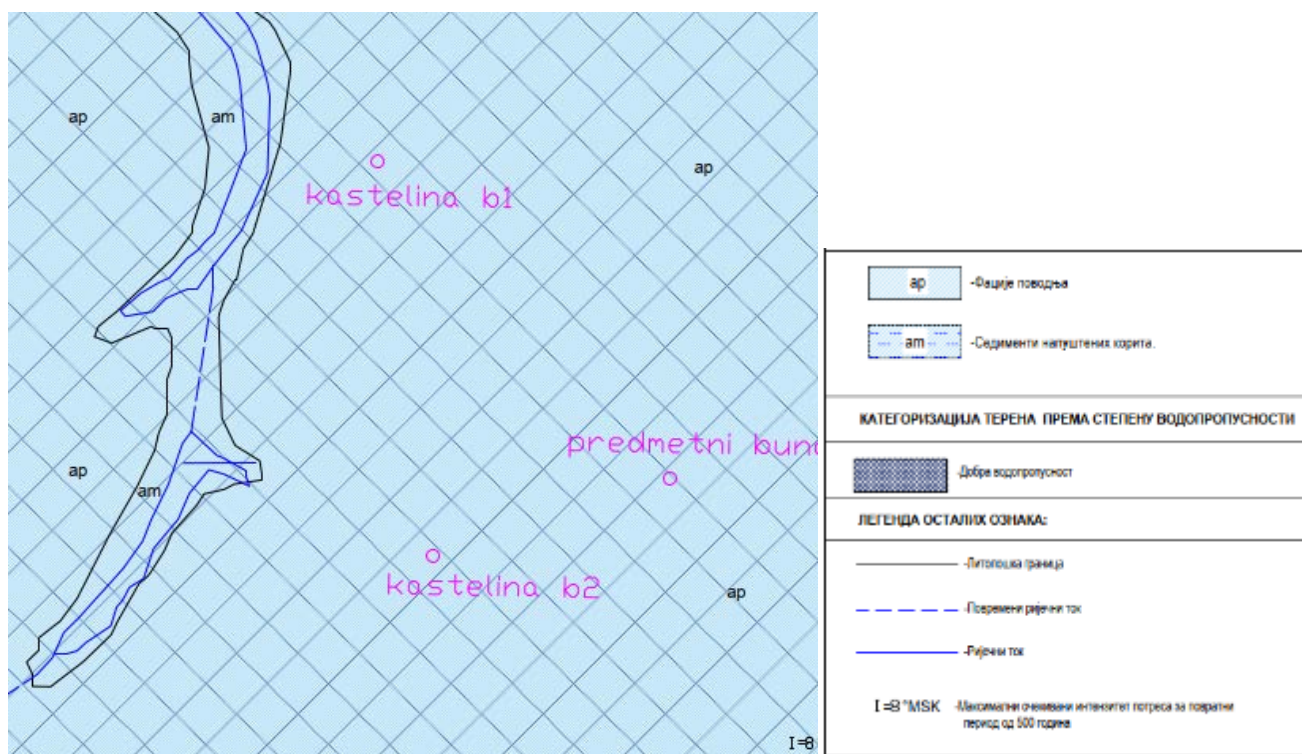 ap
am
ap
kastelina b1
predmetni bun
ap
am
kastelina b2
ap
I=8
ap -Фације поводња
am -Седименти напуштених корита.
КАТЕГОРИЗАЦИЈА ТЕРЕНА ПРЕМА СТЕПЕНУ ВОДОПРОПУСНОСТИ
-Добра водопропусност
ЛЕГЕНДА ОСТАЛИХ ОЗНАКА:
-Литолошка граница
-Повремени ријечни ток
-Ријечни ток
I=8°MSK -Максимални очекивани интензитет потреса за повратни
период од 500 година